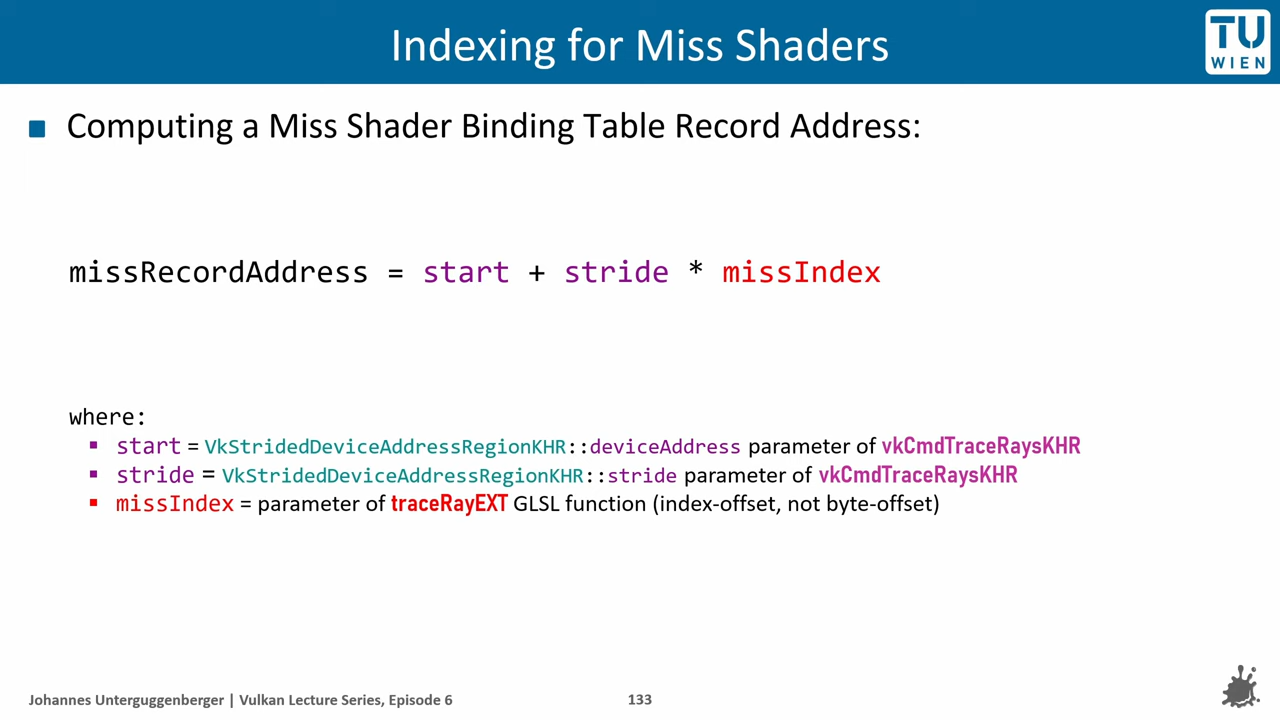 Indexing for Miss Shaders
TU
WIEN
Computing a Miss Shader Binding Table Record Address:
missRecordAddress = start + stride * missIndex
where:
start = VkStridedDeviceAddressRegionKHR::deviceAddress parameter of vkCmdTraceRaysKHR
stride = VkStridedDeviceAddressRegionKHR::stride parameter of vkCmdTraceRaysKHR
missIndex = parameter of traceRayEXT GLSL function (index-offset, not byte-offset)
Johannes Unterguggenberger | Vulkan Lecture Series, Episode 6
133